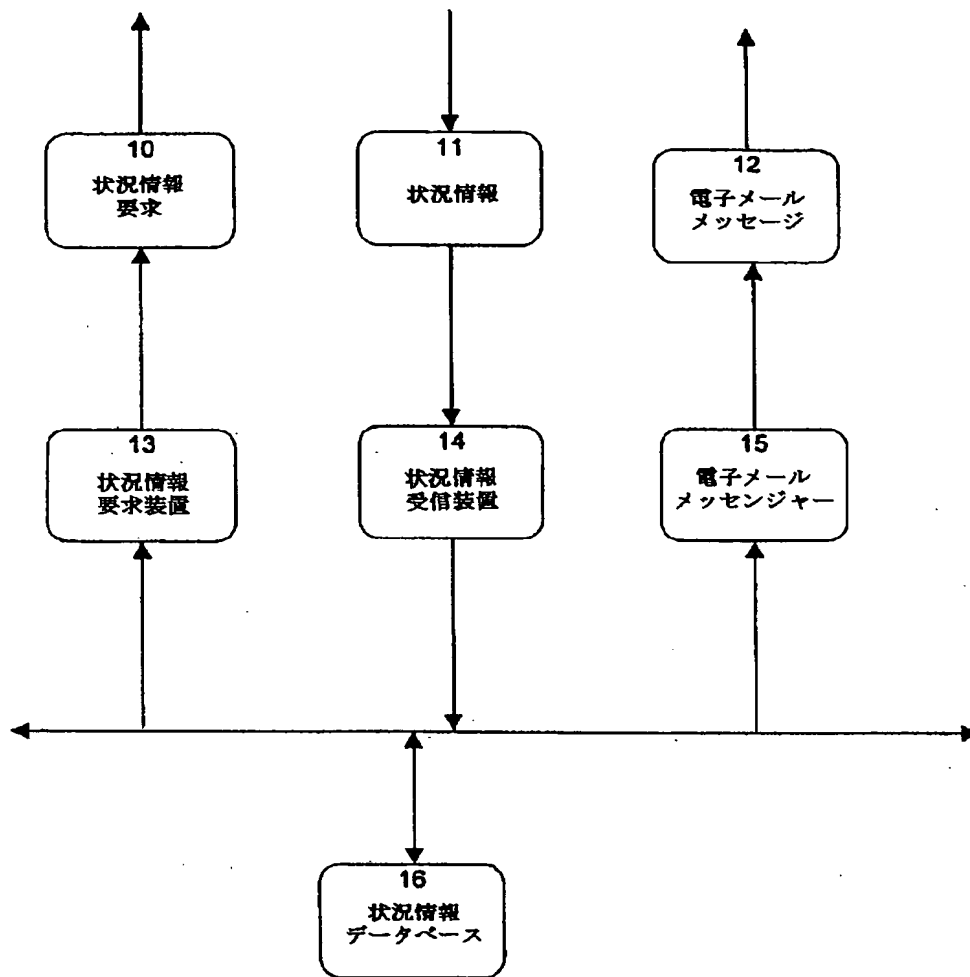 10
状況情報
要求
11
状況情報
12
電子メール
メッセージ
13
状況情報
要求装置
14
状況情報
受信装置
15
電子メール
メッセンジャー
16
状況情報
データベース